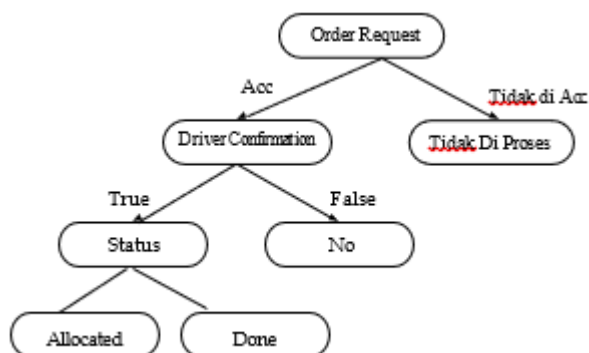 Order Request
Acc
Tidak di Acc
Driver Confirmation
Tidak Di Proses
True
False
Status
No
Allocated
Done